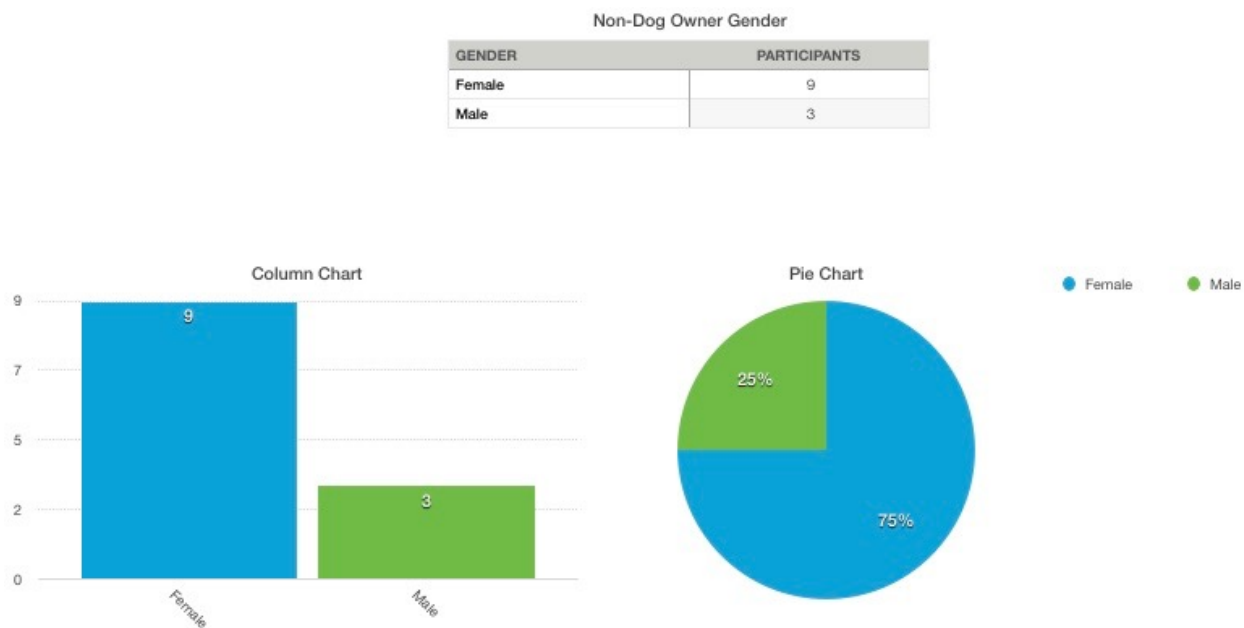 Non-Dog Owner Gender
GENDER PARTICIPANTS
Female 9
Male 3
Column Chart
9
7
5
2
0
9
3
Female
Male
Pie Chart
25%
75%
Female
Male